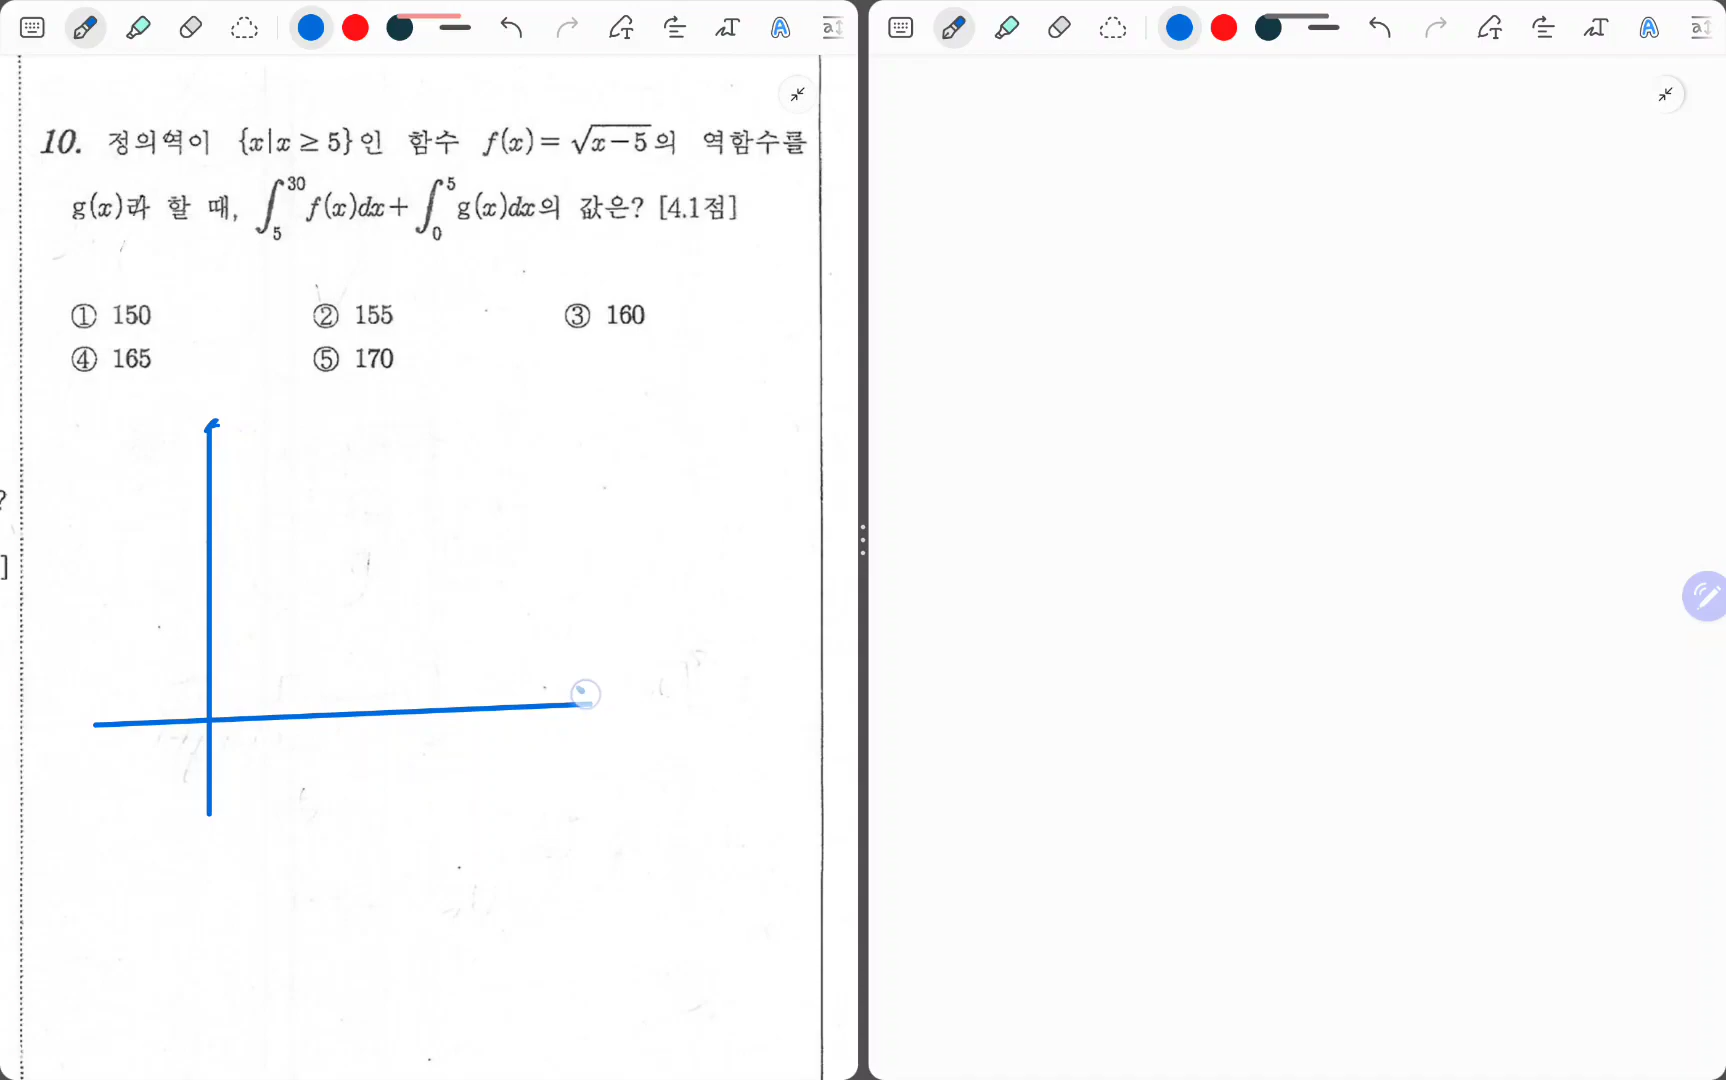 10. 정의역이 {x|x ≥ 5}인 함수 f(x) = √(x-5)의 역함수를
g(x)라 할 때, ∫₅³⁰ f(x)dx + ∫₀⁵ g(x)dx의 값은? [4.1점]
① 150 ② 155 ③ 160
④ 165 ⑤ 170
?
]